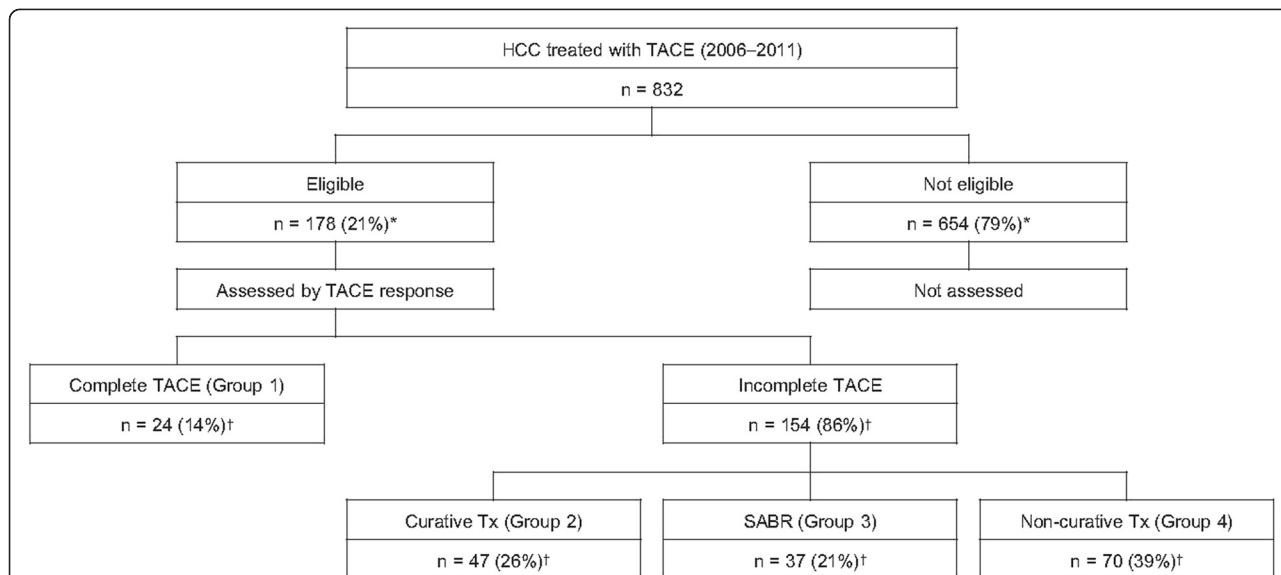 HCC treated with TACE (2006–2011)
n = 832
Eligible
n = 178 (21%)*
Not eligible
n = 654 (79%)*
Assessed by TACE response
Not assessed
Complete TACE (Group 1)
n = 24 (14%)†
Incomplete TACE
n = 154 (86%)†
Curative Tx (Group 2)
n = 47 (26%)†
SABR (Group 3)
n = 37 (21%)†
Non-curative Tx (Group 4)
n = 70 (39%)†